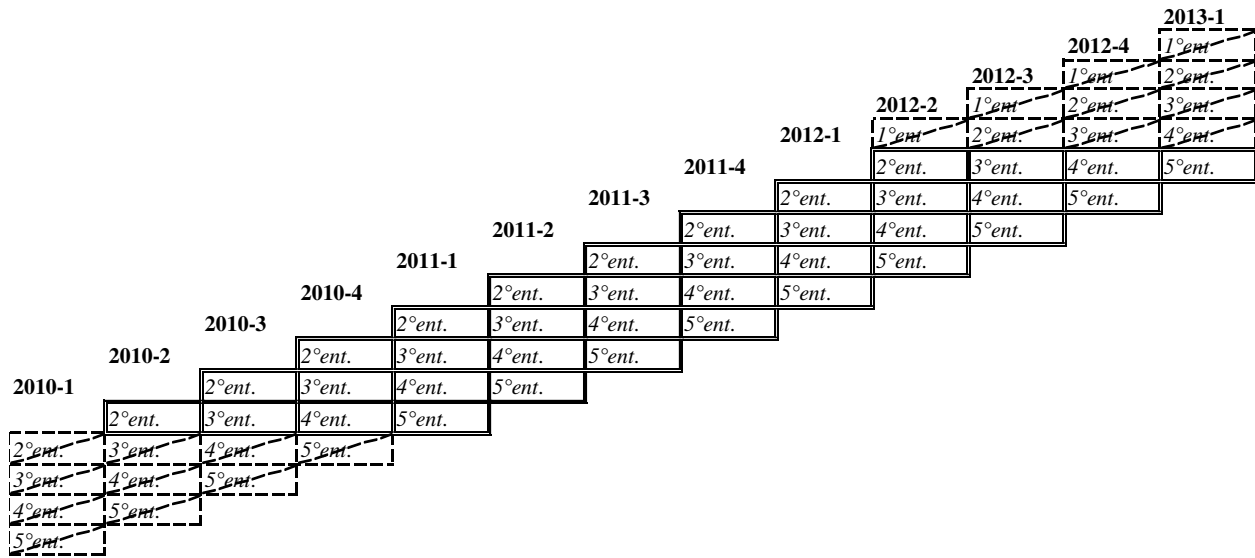 2013-1
2012-4 1°ent
2012-3 1°ent 2°ent.
2012-2 1°ent 2°ent. 3°ent.
2012-1 1°ent 2°ent. 3°ent. 4°ent.
2011-4 2°ent. 3°ent. 4°ent. 5°ent.
2011-3 2°ent. 3°ent. 4°ent. 5°ent.
2011-2 2°ent. 3°ent. 4°ent. 5°ent.
2011-1 2°ent. 3°ent. 4°ent. 5°ent.
2010-4 2°ent. 3°ent. 4°ent. 5°ent.
2010-3 2°ent. 3°ent. 4°ent. 5°ent.
2010-2 2°ent. 3°ent. 4°ent. 5°ent.
2010-1 2°ent. 3°ent. 4°ent. 5°ent.
2°ent. 3°ent. 4°ent. 5°ent.
2°ent. 3°ent. 4°ent. 5°ent.
3°ent. 4°ent. 5°ent.
4°ent. 5°ent.
5°ent.